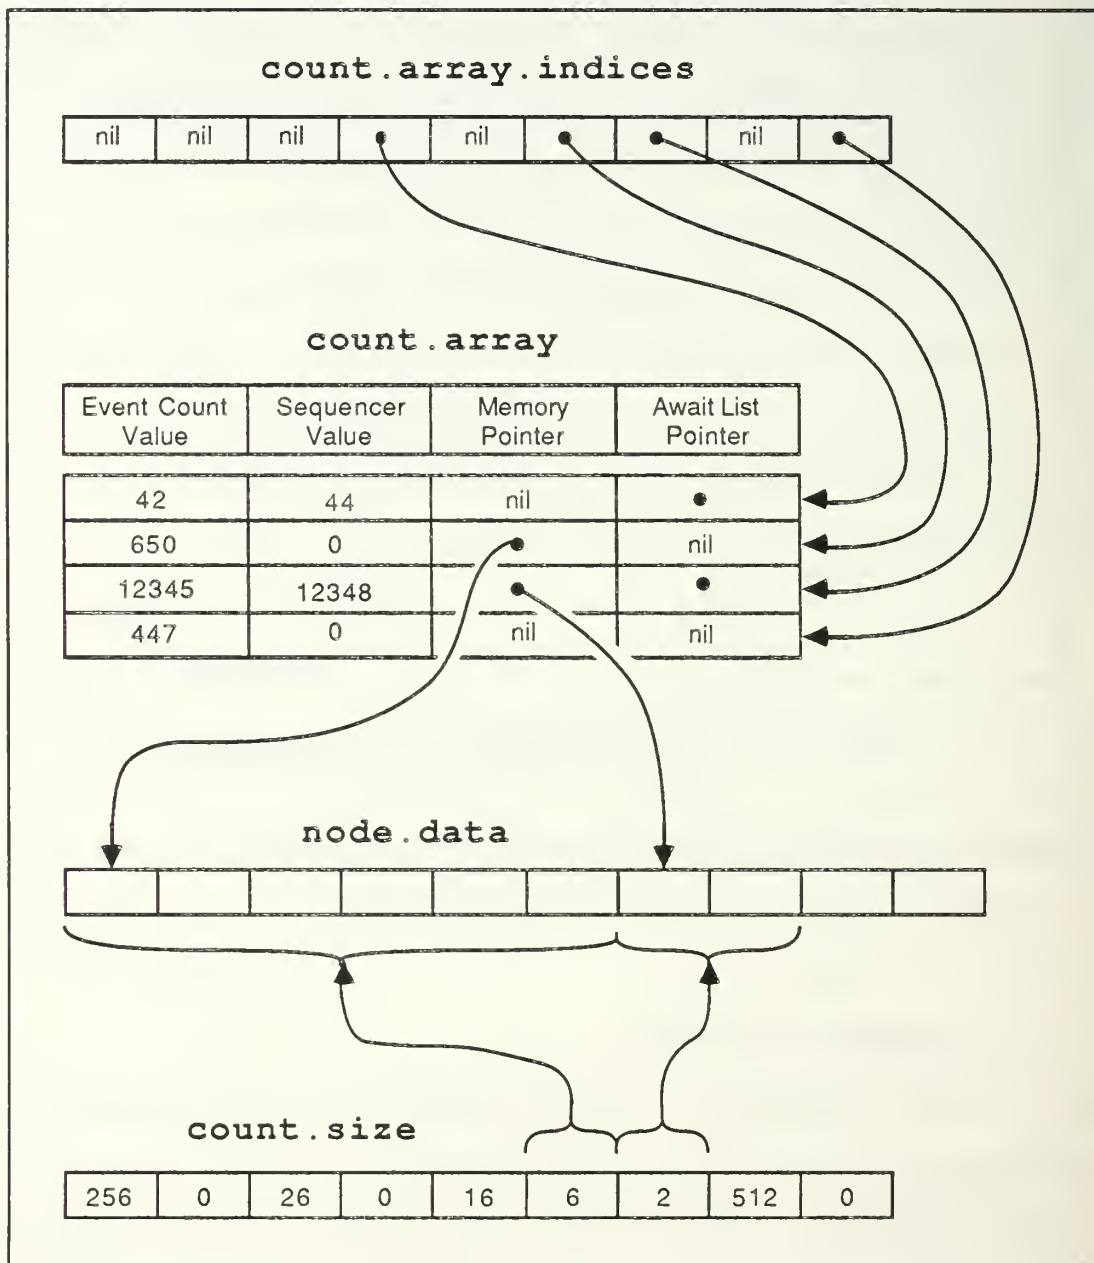 count.array.indices
nil nil nil nil nil
count.array
Event Count Value Sequencer Value Memory Pointer Await List Pointer
42 44 nil
650 0 nil
12345 12348
447 0 nil nil
node.data
count.size
256 0 26 0 16 6 2 512 0